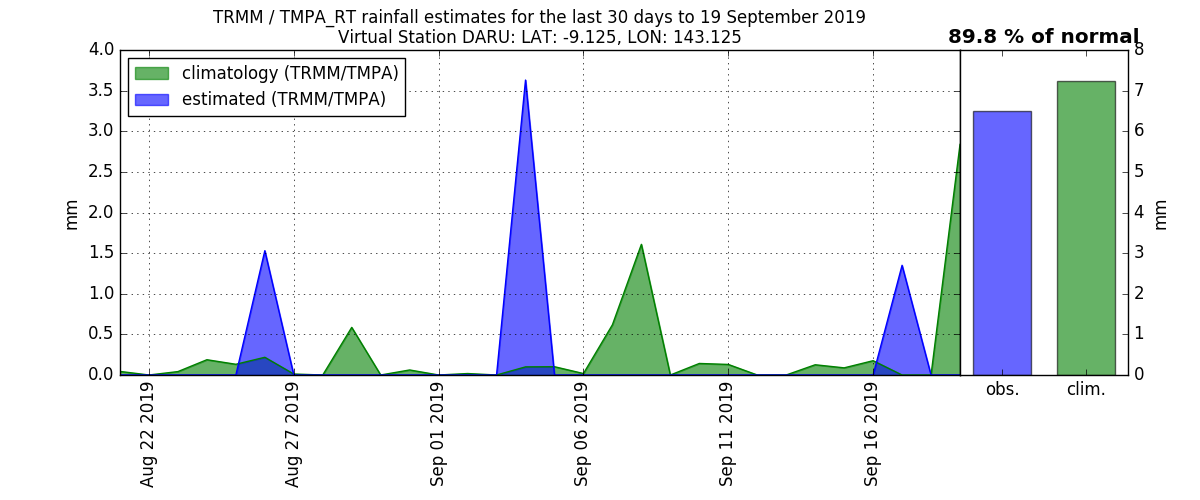 TRMM / TMPA_RT rainfall estimates for the last 30 days to 19 September 2019
Virtual Station DARU: LAT: -9.125, LON: 143.125
89.8 % of normal
climatology (TRMM/TMPA)
estimated (TRMM/TMPA)
mm
4.0
3.5
3.0
2.5
2.0
1.5
1.0
0.5
0.0
Aug 22 2019
Aug 27 2019
Sep 01 2019
Sep 06 2019
Sep 11 2019
Sep 16 2019
obs.
clim.
8
7
6
5
4
3
2
1
0
mm